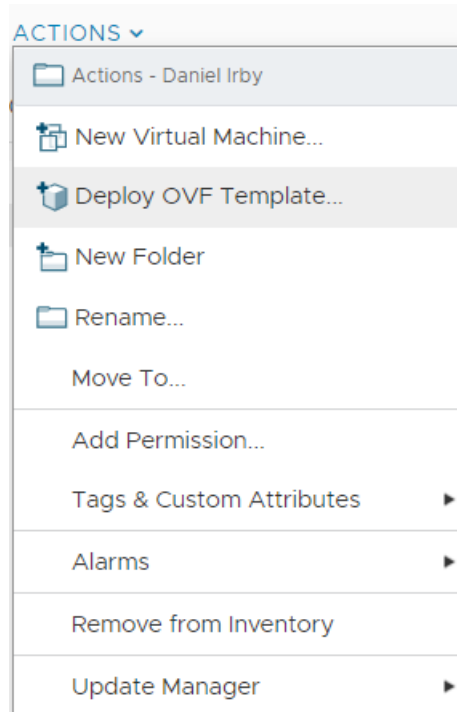 ACTIONS
Actions - Daniel Irby
New Virtual Machine...
Deploy OVF Template...
New Folder
Rename...
Move To...
Add Permission...
Tags & Custom Attributes
Alarms
Remove from Inventory
Update Manager